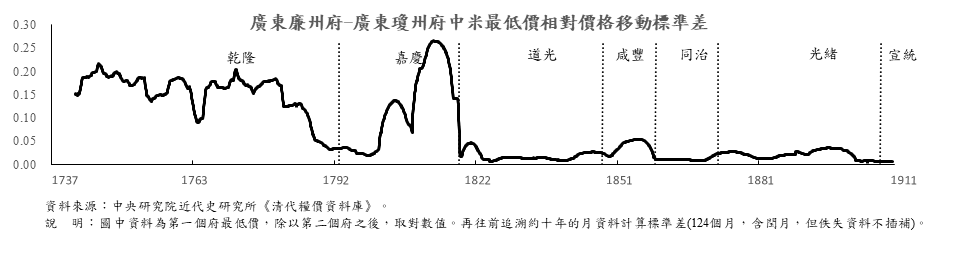 廣東廉州府-廣東瓊州府中米最低價相對價格移動標準差
0.30
0.25
0.20
0.15
0.10
0.05
0.00
乾隆
嘉慶
道光
咸豐
同治
光緒
宣統
1737
1763
1792
1822
1851
1881
1911
資料來源：中央研究院近代史研究所《清代糧價資料庫》。
說　明：圖中資料為第一個府最低價，除以第二個府之後，取對數值。再往前追溯約十年的月資料計算標準差(124個月，含閏月，但佚失資料不插補)。